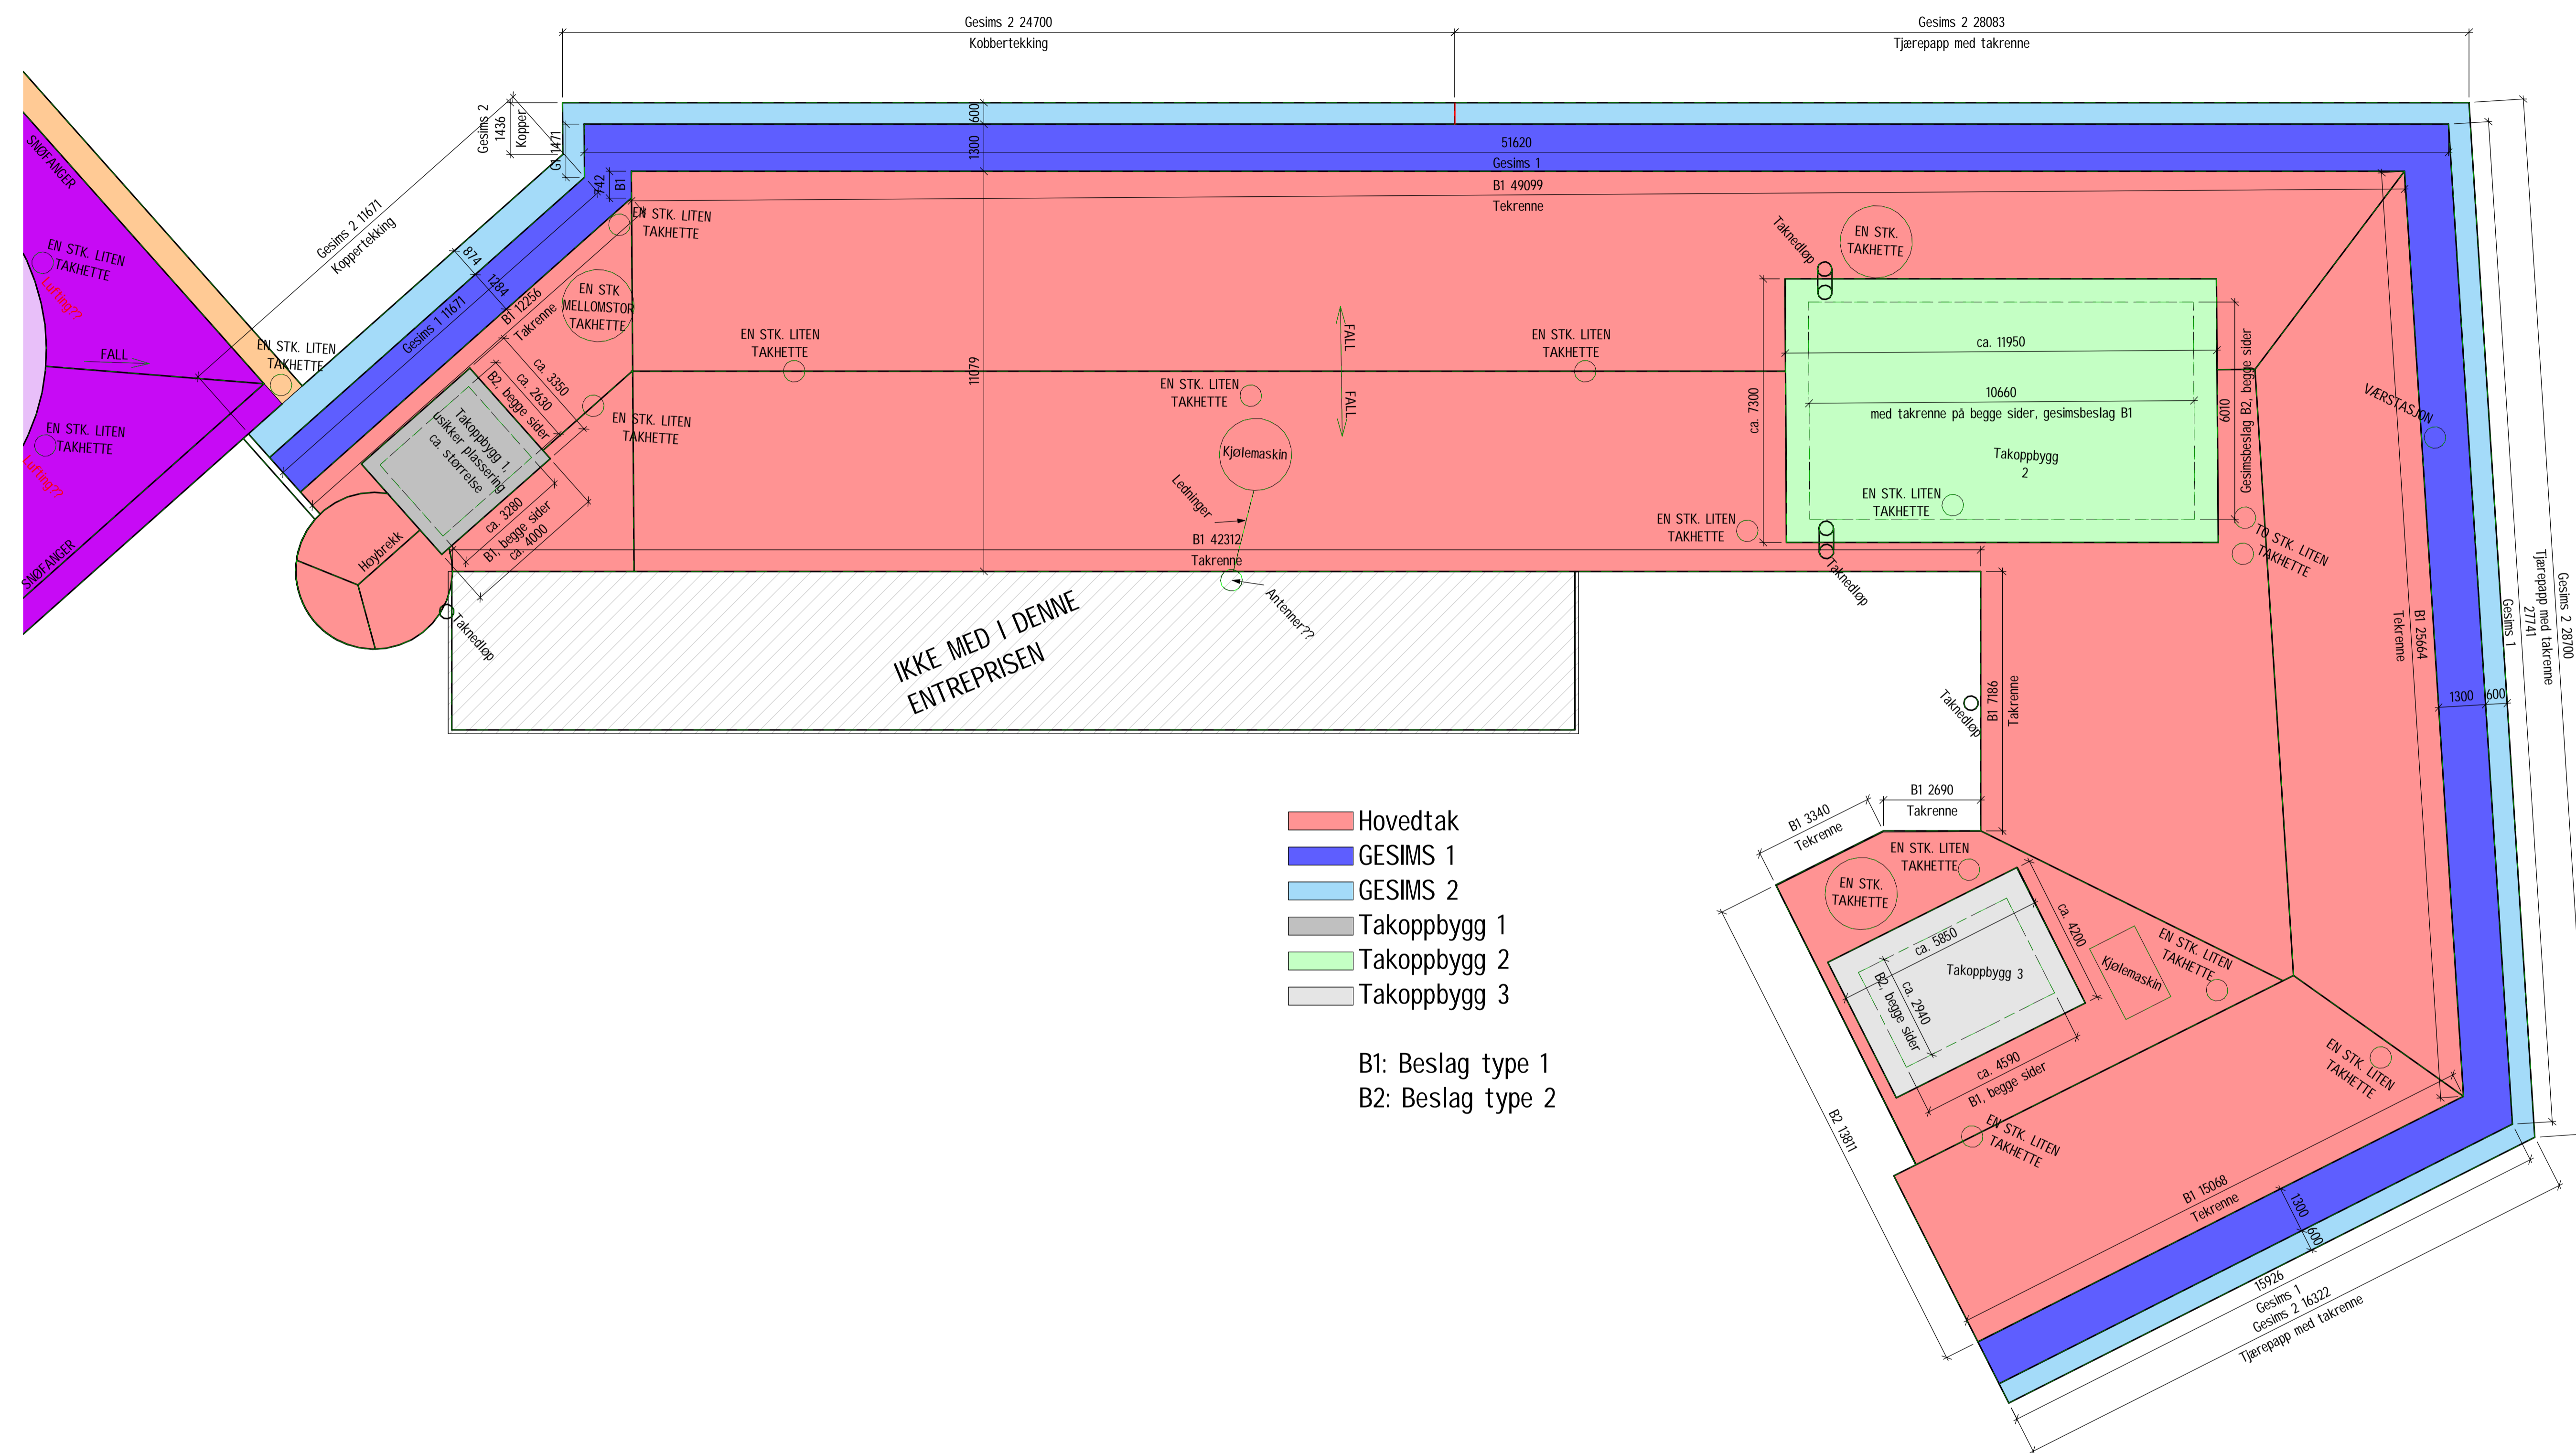 Gesims 2 24700
Kobbertekking
Gesims 2 28083
Tjærepapp med takrenne
Gesims 2
1436
Kopper
G1 1471
600
1300
742
B1
51620
Gesims 1
B1 49099
Tekrenne
SNØFANGER
EN STK. LITEN
TAKHETTE
Lufting??
FALL
EN STK. LITEN
TAKHETTE
Lufting??
SNØFANGER
EN STK. LITEN
TAKHETTE
Gesims 2 11671
Koppertekking
874
1284
Gesims 1 11671
B1 12256
Takrenne
EN STK. LITEN
TAKHETTE
EN STK
MELLOMSTOR
TAKHETTE
ca. 3350
ca. 2630
B2, begge sider
Takoppbygg 1,
usikker plassering
ca. størrelse
EN STK. LITEN
TAKHETTE
ca. 3280
B1, begge sider
ca. 4000
Høybrekk
Taknedløp
EN STK. LITEN
TAKHETTE
11079
EN STK. LITEN
TAKHETTE
FALL
FALL
EN STK. LITEN
TAKHETTE
Kjølemaskin
Ledninger
B1 42312
Takrenne
Antenner??
IKKE MED I DENNE
ENTREPRISEN
Taknedløp
EN STK.
TAKHETTE
ca. 11950
ca. 7300
10660
med takrenne på begge sider, gesimsbeslag B1
Takoppbygg
2
6010
Gesimsbeslag B2, begge sider
EN STK. LITEN
TAKHETTE
EN STK. LITEN
TAKHETTE
Taknedløp
VÆRSTASJON
TO STK. LITEN
TAKHETTE
B1 25664
Tekrenne
Gesims 1
27741
Tjærepapp med takrenne
Gesims 2 28700
1300
600
B1 7186
Takrenne
Taknedløp
B1 2690
Takrenne
B1 3340
Tekrenne
EN STK. LITEN
TAKHETTE
EN STK.
TAKHETTE
ca. 5850
ca. 4200
Takoppbygg 3
B2, begge sider
ca. 2940
ca. 4590
B1, begge sider
Kjølemaskin
EN STK. LITEN
TAKHETTE
EN STK. LITEN
TAKHETTE
EN STK. LITEN
TAKHETTE
B2 13811
B1 15068
Tekrenne
1300
600
15926
Gesims 1
Gesims 2 16322
Tjærepapp med takrenne
Hovedtak
GESIMS 1
GESIMS 2
Takoppbygg 1
Takoppbygg 2
Takoppbygg 3
B1: Beslag type 1
B2: Beslag type 2